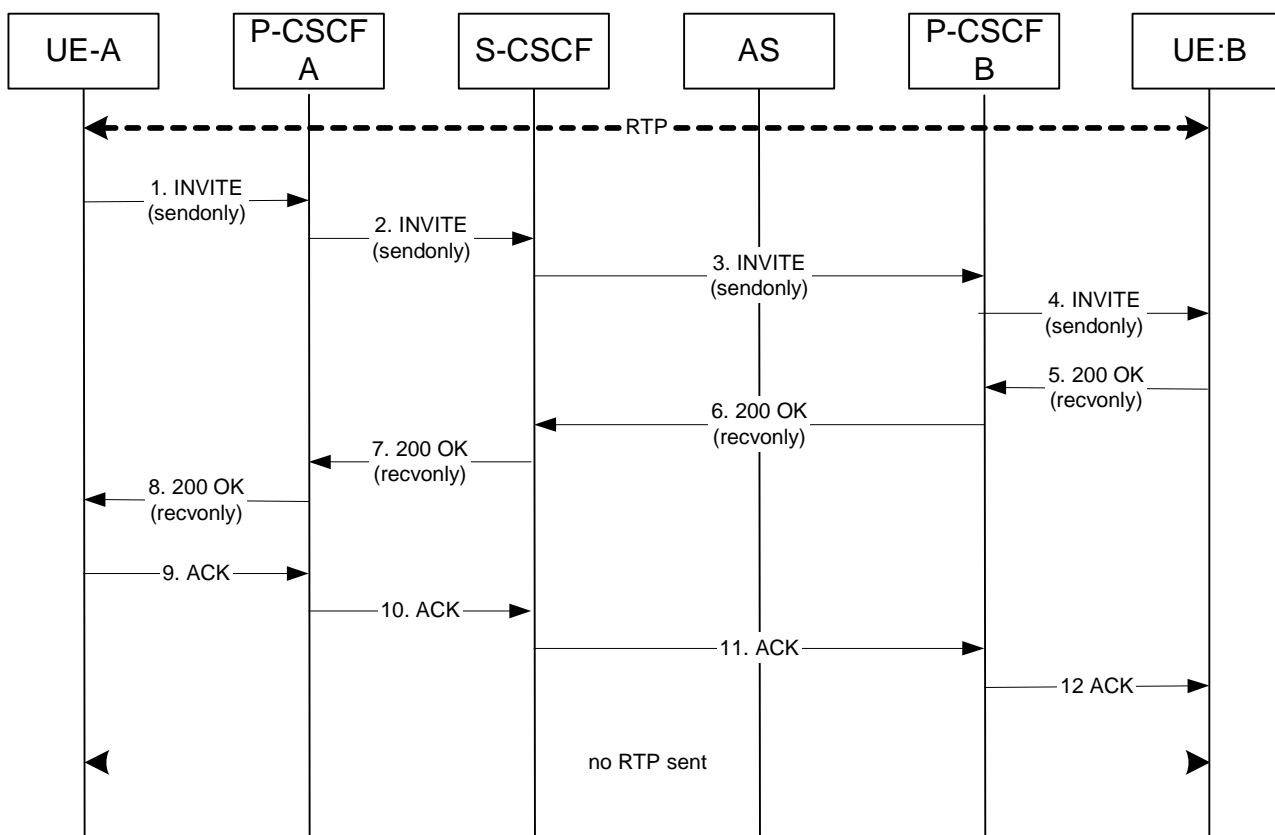 UE-A
P-CSCF
A
S-CSCF
AS
P-CSCF
B
UE:B
RTP
1. INVITE
(sendonly)
2. INVITE
(sendonly)
3. INVITE
(sendonly)
4. INVITE
(sendonly)
5. 200 OK
(recvonly)
6. 200 OK
(recvonly)
7. 200 OK
(recvonly)
8. 200 OK
(recvonly)
9. ACK
10. ACK
11. ACK
12 ACK
no RTP sent